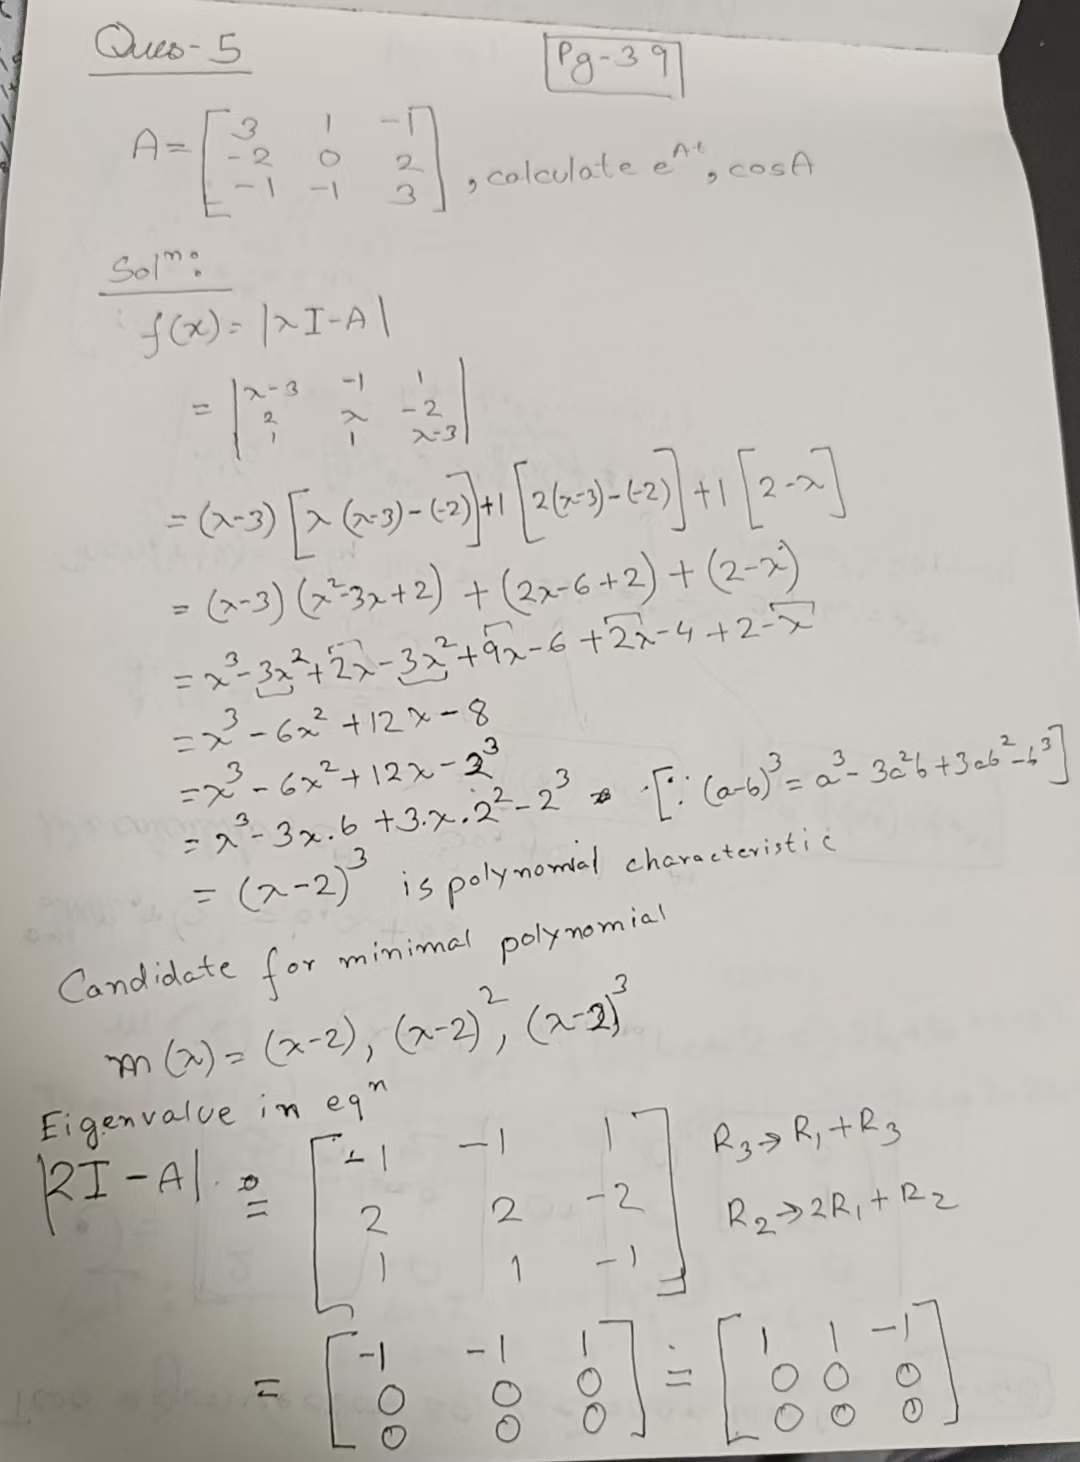 Ques-5
Pg-39
A = [3 1 -1; -2 0 2; -1 -1 3], calculate e^At, cosA
Solⁿ:
f(x) = |λI-A|
= |λ-3 -1 1; 2 λ -2; 1 1 λ-3|
= (λ-3)[λ(λ-3)-(-2)]+1[2(λ-3)-(-2)]+1[2-λ]
= (λ-3)(λ²-3λ+2) + (2λ-6+2) + (2-λ)
= λ³-3λ²+2λ-3λ²+9λ-6+2λ-4+2-λ
= λ³-6λ²+12λ-8
= λ³-6λ²+12λ-2³
= λ³-3λ.6+3.λ.2²-2³ [∵ (a-b)³ = a³-3a²b+3ab²-b³]
= (λ-2)³ is polynomial characteristic
Candidate for minimal polynomial
m(λ) = (λ-2), (λ-2)², (λ-2)³
Eigenvalue in eqⁿ
|2I-A| = [-1 -1 1; 2 2 -2; 1 1 -1] R₃→R₁+R₃
R₂→2R₁+R₂
= [-1 -1 1; 0 0 0; 0 0 0] = [1 1 -1; 0 0 0; 0 0 0]